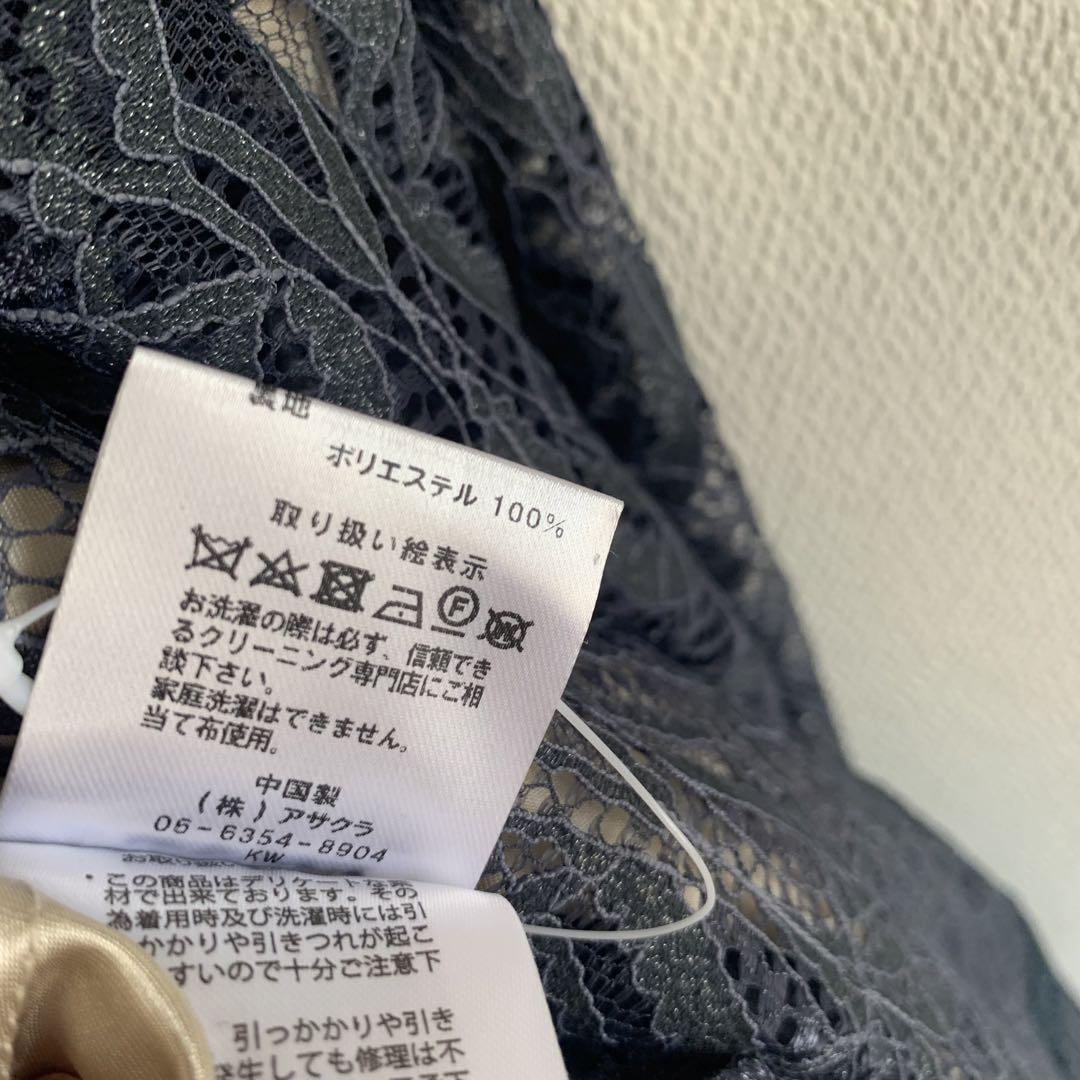 裏地
ポリエステル 100%
取り扱い絵表示
F W
お洗濯の際は必ず、信頼でき
るクリーニング専門店にご相
談下さい。
家庭洗濯はできません。
当て布使用。
中国製
(株)アサクラ
06-6354-8904
KW
この商品はデリケートな
材で出来ております。その
為着用時及び洗濯時には引
かかりや引きつれが起こ
すいので十分ご注意下
引っかかりや引き
発生しても修理は不